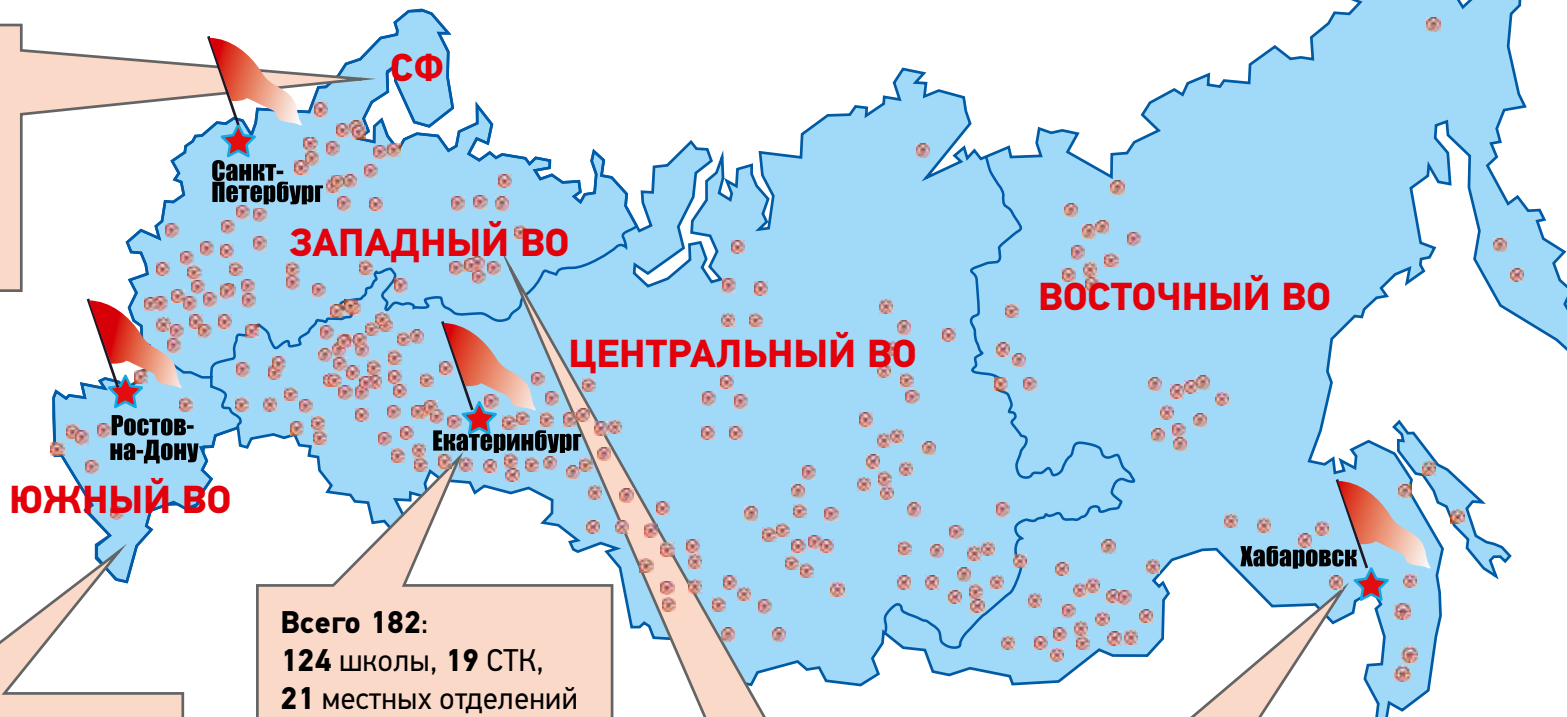 СФ
Санкт-
Петербург
ЗАПАДНЫЙ ВО
ВОСТОЧНЫЙ ВО
ЦЕНТРАЛЬНЫЙ ВО
Ростов-
на-Дону
Екатеринбург
ЮЖНЫЙ ВО
Хабаровск
Всего 182:
124 школы, 19 СТК,
21 местных отделений